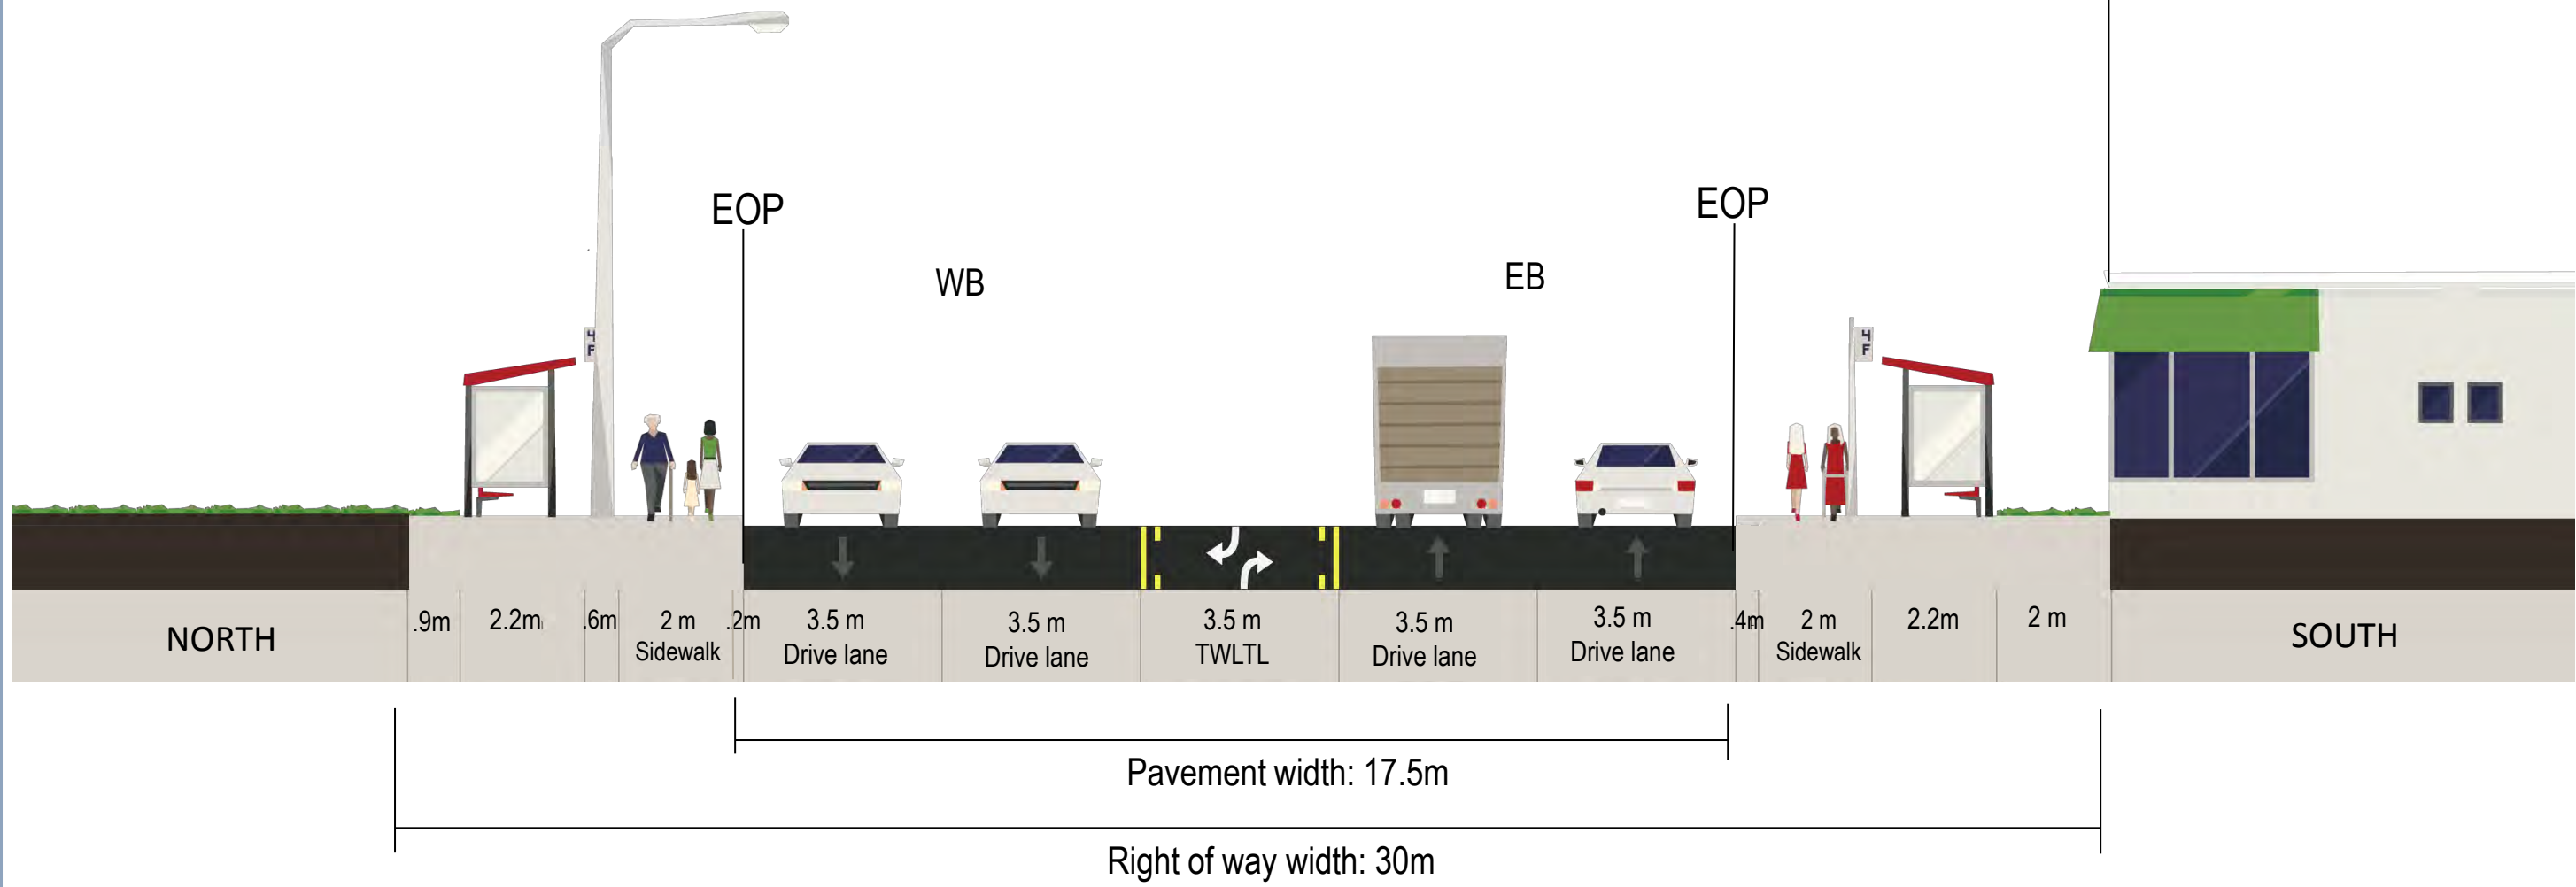 EOP
EOP
WB
EB
4
F
4
F
NORTH
.9m
2.2m
.6m
2 m
Sidewalk
.2m
3.5 m
Drive lane
3.5 m
Drive lane
3.5 m
TWLTL
3.5 m
Drive lane
3.5 m
Drive lane
.4m
2 m
Sidewalk
2.2m
2 m
SOUTH
Pavement width: 17.5m
Right of way width: 30m